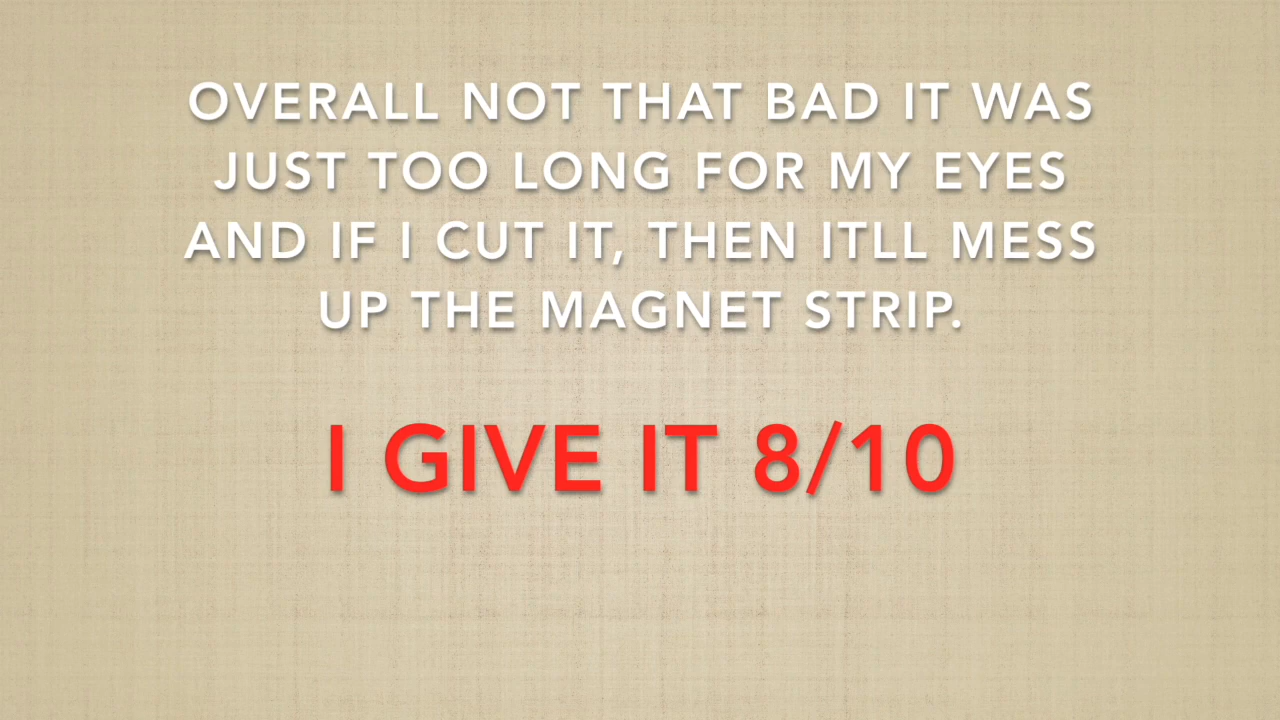 OVERALL NOT THAT BAD IT WAS
JUST TOO LONG FOR MY EYES
AND IF I CUT IT, THEN ITLL MESS
UP THE MAGNET STRIP.
I GIVE IT 8/10